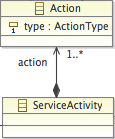 Action
type : ActionType
1..*
action
ServiceActivity